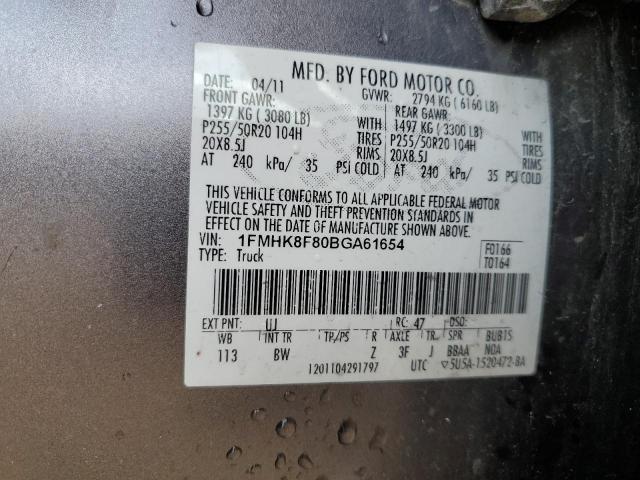 MFD. BY FORD MOTOR CO.
DATE: 04/11 GVWR: 2794 KG ( 6160 LB)
FRONT GAWR: REAR GAWR:
1397 KG ( 3080 LB) 1497 KG ( 3300 LB)
P255/50R20 104H TIRES P255/50R20 104H TIRES
20X8.5J RIMS 20X8.5J RIMS
AT 240 kPa/ 35 PSI COLD AT 240 kPa/ 35 PSI COLD
THIS VEHICLE CONFORMS TO ALL APPLICABLE FEDERAL MOTOR
VEHICLE SAFETY AND THEFT PREVENTION STANDARDS IN
EFFECT ON THE DATE OF MANUFACTURE SHOWN ABOVE.
VIN: 1FMHK8F80BGA61654 F0166
TYPE: Truck T0164
EXT PNT: UJ RC: 47 DSO:
WB INT TR TP/PS R AXLE TR SPR BUBTS
113 BW Z 3F J BBAA NOA
1201104291797 UTC ▽5U5A-1520472-BA